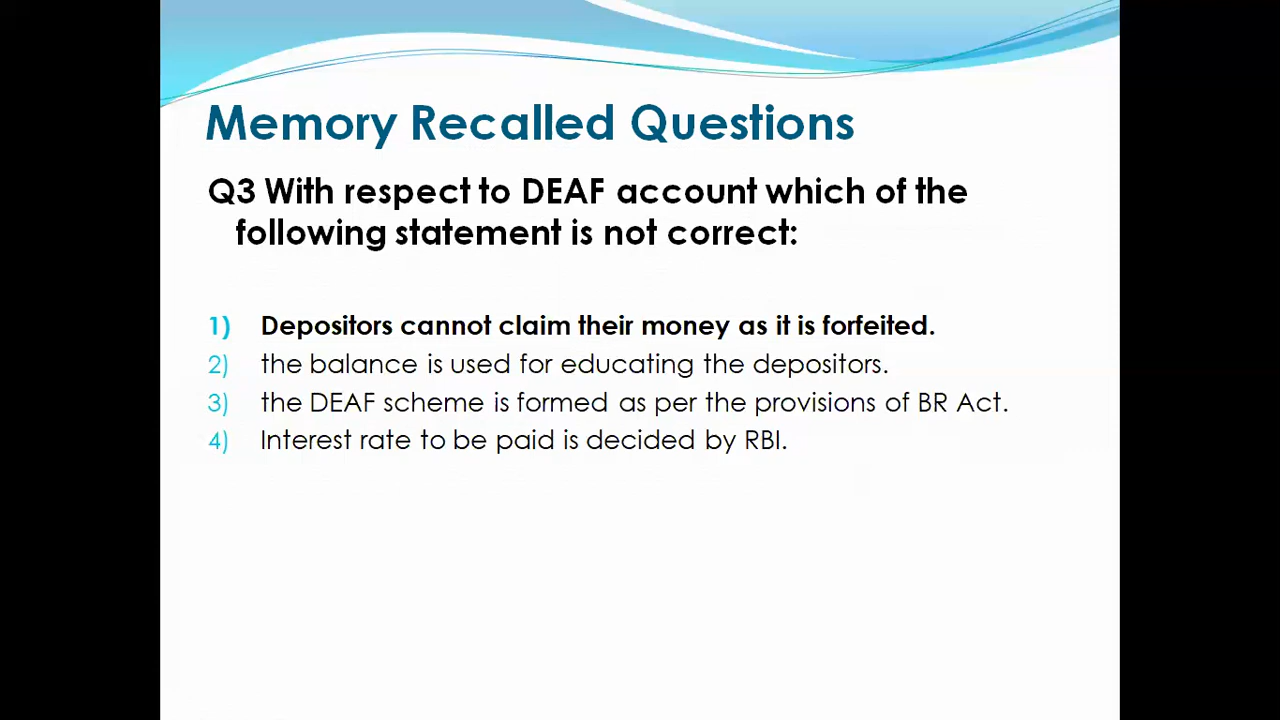 Memory Recalled Questions
Q3 With respect to DEAF account which of the
following statement is not correct:
1) Depositors cannot claim their money as it is forfeited.
2) the balance is used for educating the depositors.
3) the DEAF scheme is formed as per the provisions of BR Act.
4) Interest rate to be paid is decided by RBI.